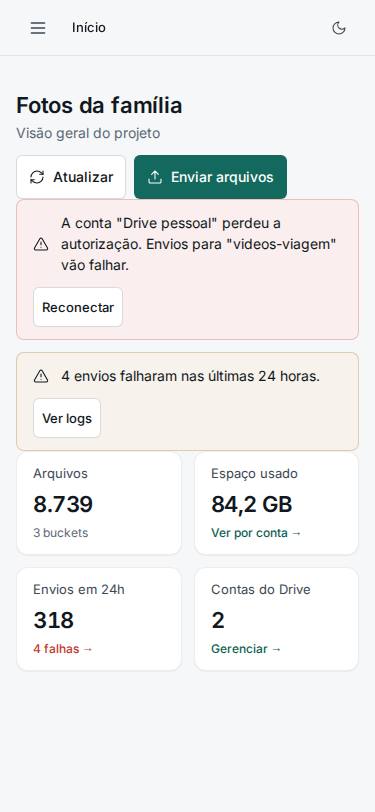 Início
Fotos da família
Visão geral do projeto
Atualizar
Enviar arquivos
A conta "Drive pessoal" perdeu a
autorização. Envios para "videos-viagem"
vão falhar.
Reconectar
4 envios falharam nas últimas 24 horas.
Ver logs
Arquivos
8.739
3 buckets
Espaço usado
84,2 GB
Ver por conta →
Envios em 24h
318
4 falhas →
Contas do Drive
2
Gerenciar →